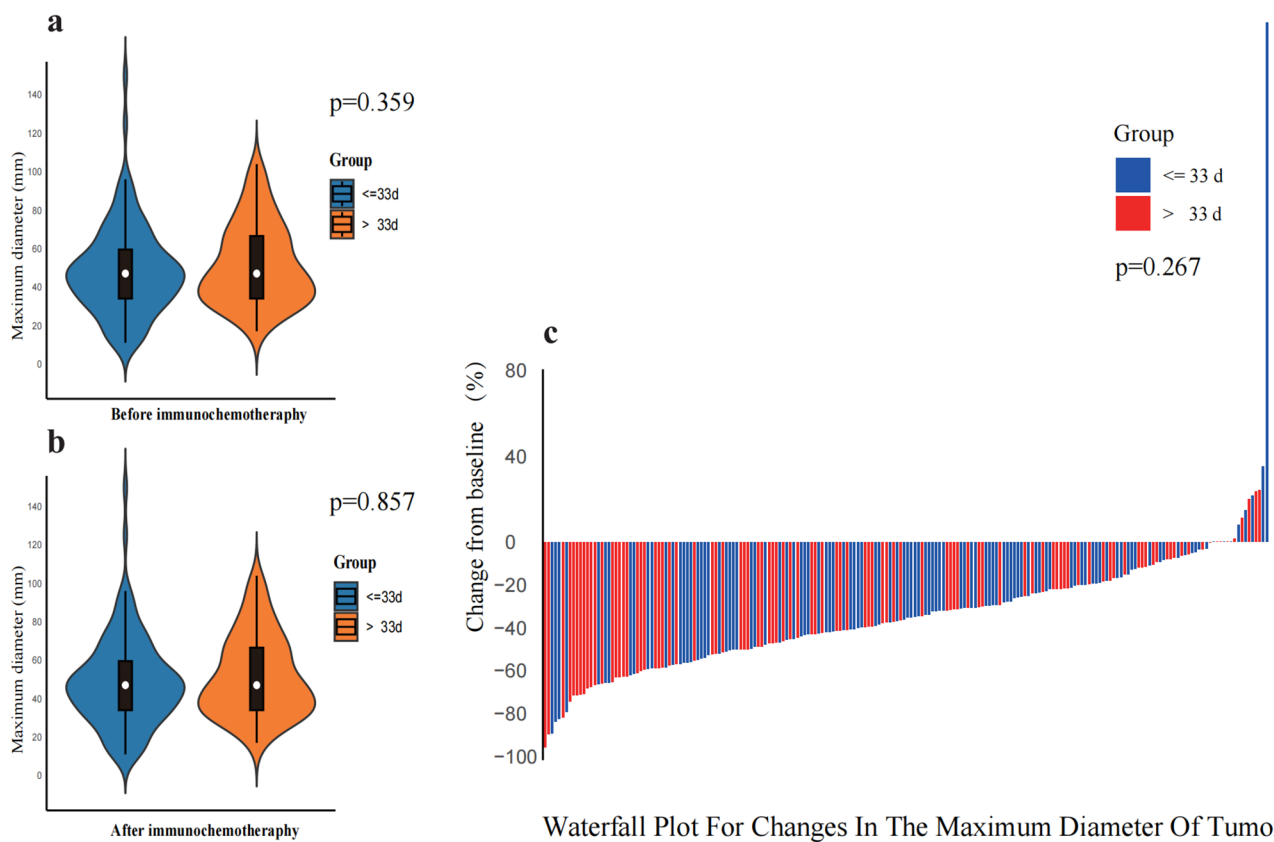 a
Maximum diameter (mm)
140
120
100
80
60
40
20
0
p=0.359
Group
<=33d
> 33d
Before immunochemotheraphy
b
Maximum diameter (mm)
140
120
100
80
60
40
20
0
p=0.857
Group
<=33d
> 33d
After immunochemotheraphy
c
Group
<= 33 d
> 33 d
p=0.267
Change from baseline (%)
80
40
0
−20
−40
−60
−80
−100
Waterfall Plot For Changes In The Maximum Diameter Of Tumo